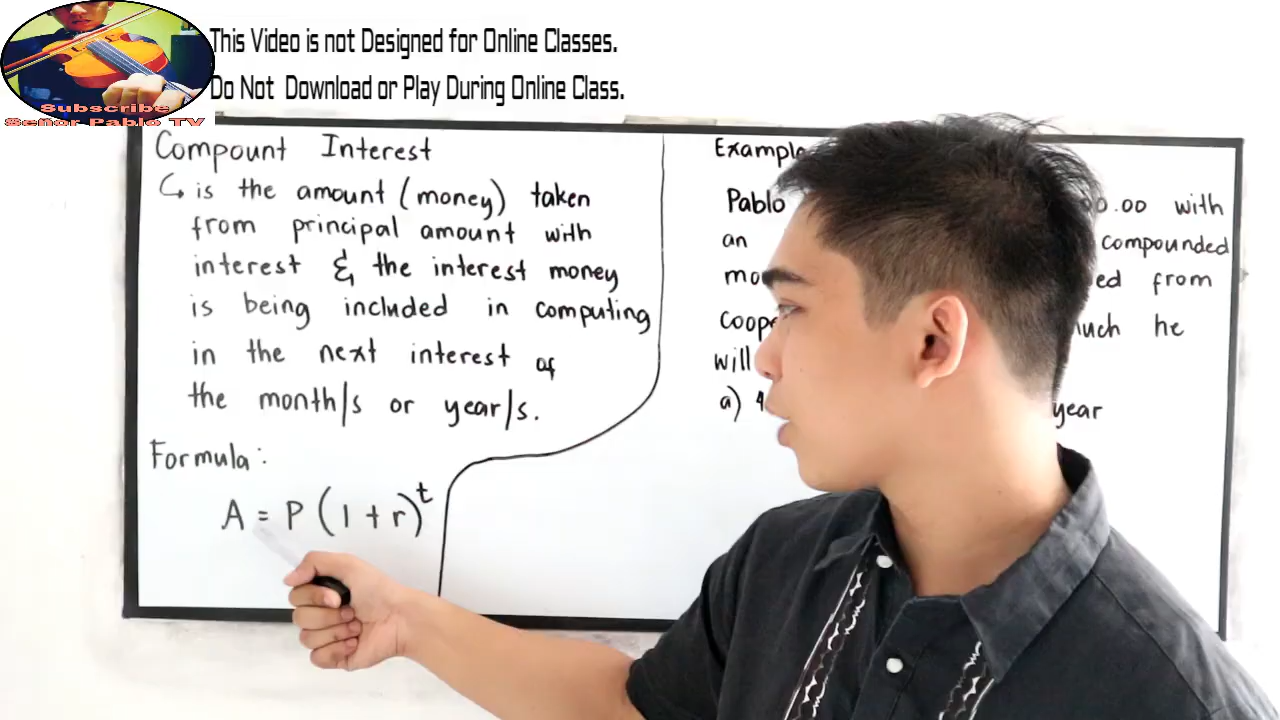 This Video is not Designed for Online Classes.
Do Not Download or Play During Online Class.
Subscribe
Señor Pablo TV
Compount Interest
↳ is the amount (money) taken
from principal amount with
interest & the interest money
is being included in computing
in the next interest of
the month/s or year/s.
Formula:
A = P (1 + r)^t
Example
Pablo 00.00 with
an compounded
mo ed from
Coope much he
will
a) 4 year